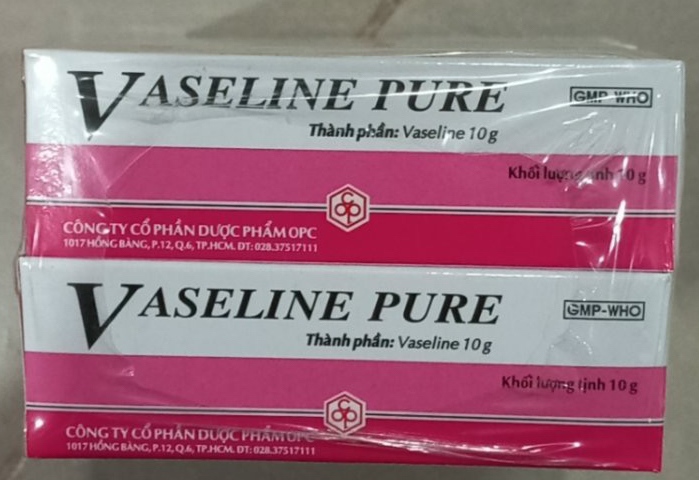 VASELINE PURE
GMP-WHO
Thành phần: Vaseline 10 g
Khối lượng tịnh 10 g
CÔNG TY CỔ PHẦN DƯỢC PHẨM OPC
1017 HỒNG BÀNG, P.12, Q.6, TP.HCM. ĐT: 028.37517111
VASELINE PURE
GMP-WHO
Thành phần: Vaseline 10 g
Khối lượng tịnh 10 g
CÔNG TY CỔ PHẦN DƯỢC PHẨM OPC
1017 HỒNG BÀNG, P.12, Q.6, TP.HCM. ĐT: 028.37517111